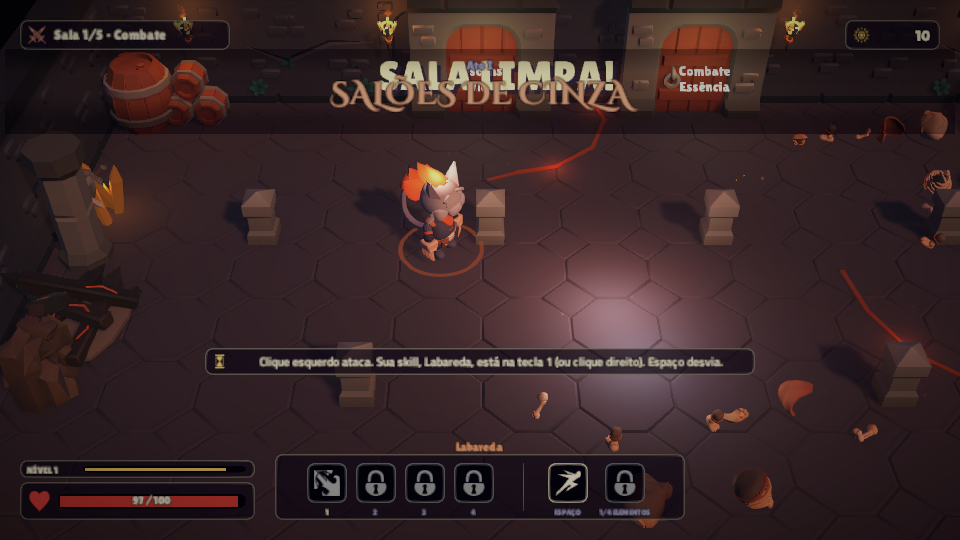 Sala 1/5 - Combate
10
SALA LIMPA!
SALÕES DE CINZA
Combate
Essência
Clique esquerdo ataca. Sua skill, Labareda, está na tecla 1 (ou clique direito). Espaço desvia.
Labareda
NÍVEL 1
97 / 100
1
2
3
4
ESPAÇO
1/4 ELEMENTOS